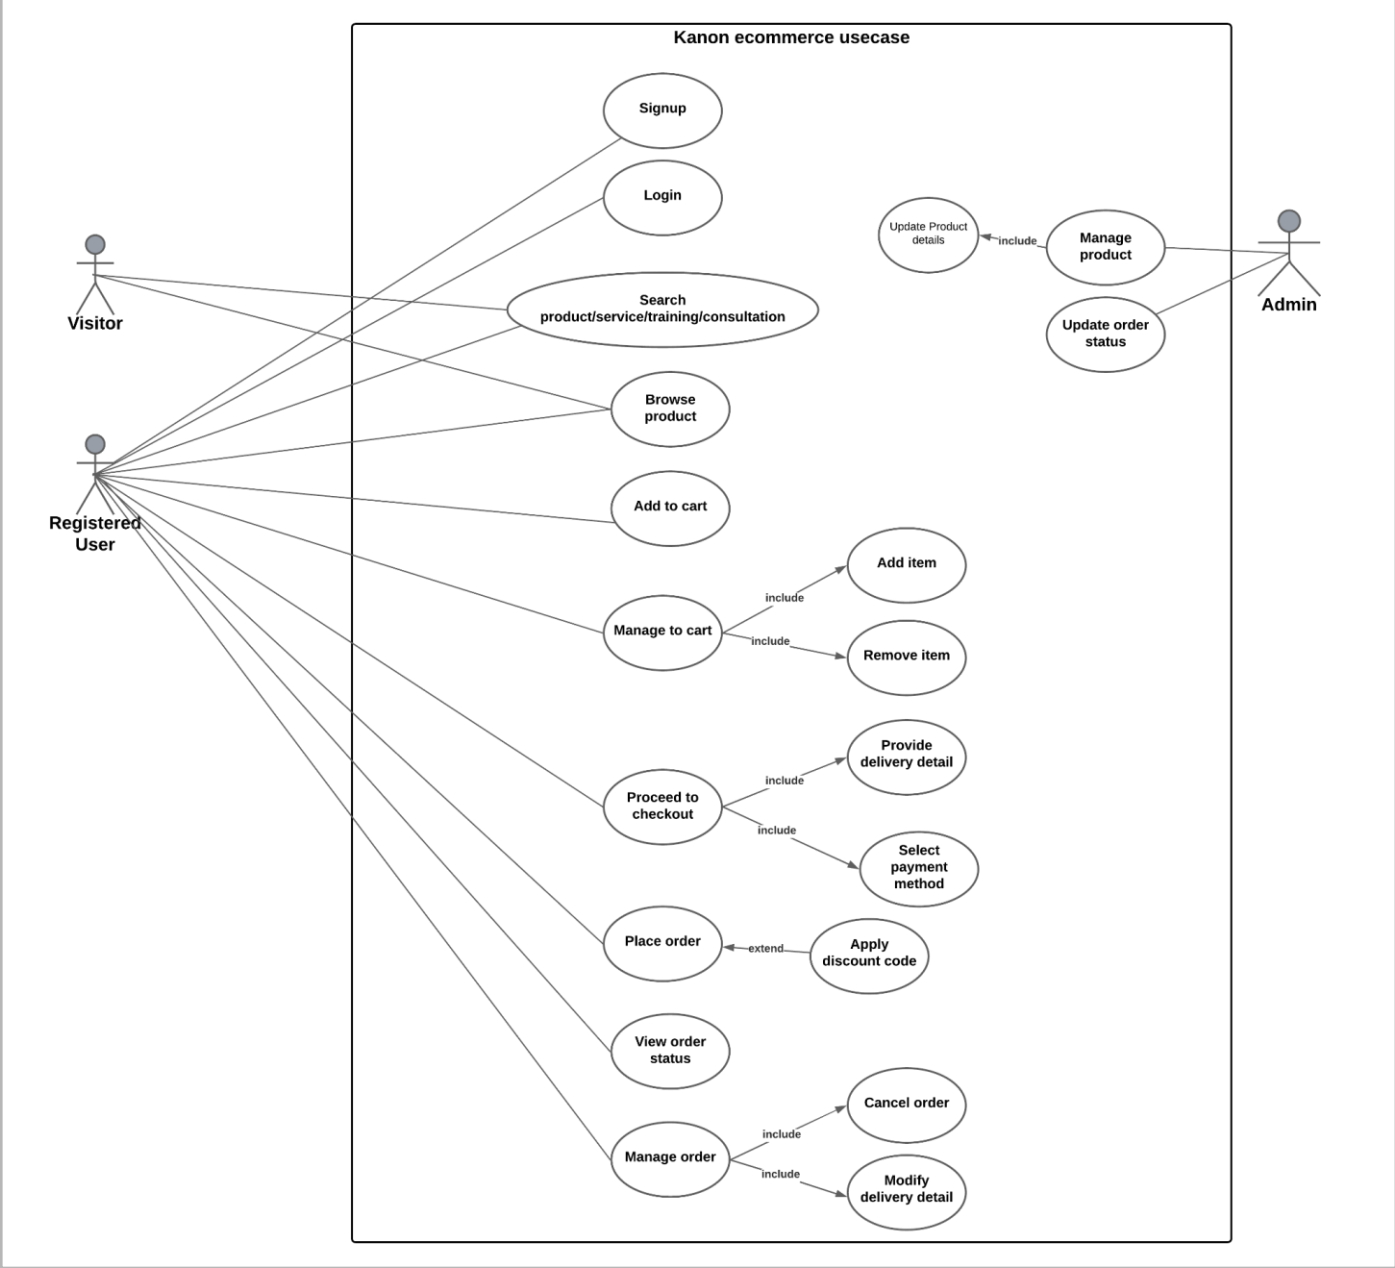 Kanon ecommerce usecase
Signup
Login
Update Product
details
include
Manage
product
Admin
Visitor
Search
product/service/training/consultation
Update order
status
Browse
product
Registered
User
Add to cart
Add item
include
Manage to cart
include
Remove item
Provide
delivery detail
include
Proceed to
checkout
include
Select
payment
method
Place order
extend
Apply
discount code
View order
status
Cancel order
include
Manage order
include
Modify
delivery detail